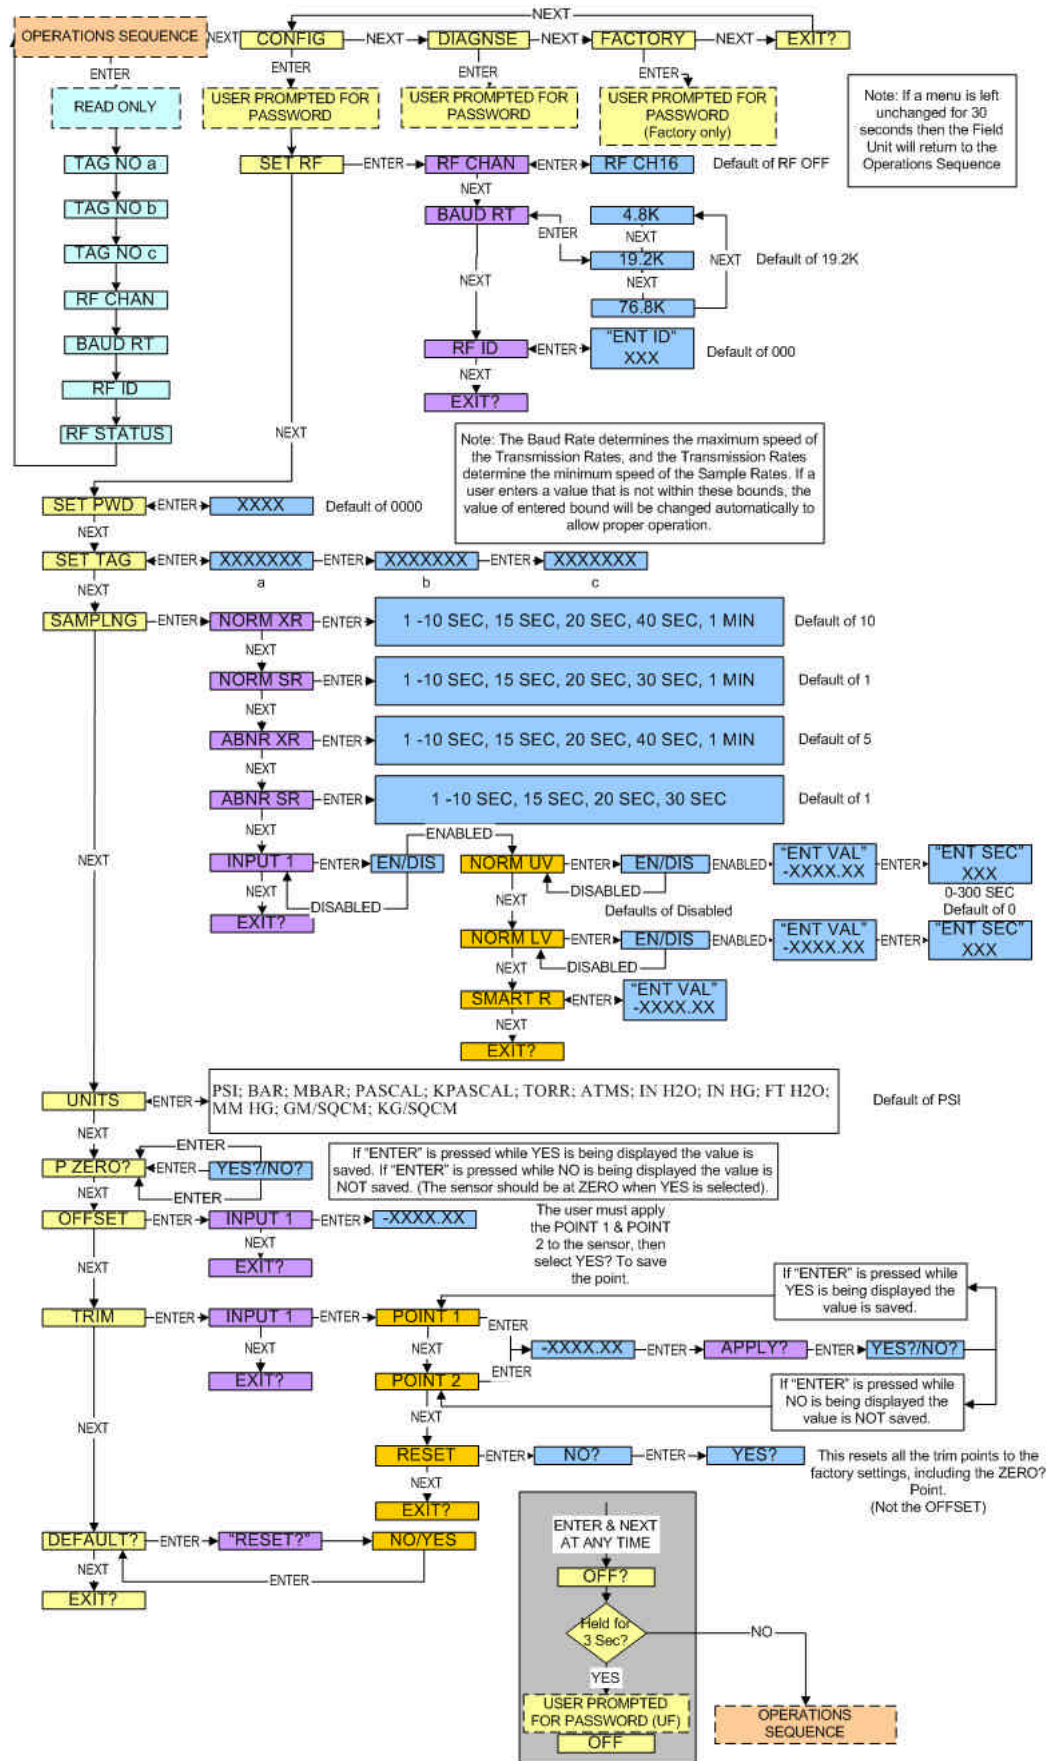 NEXT
OPERATIONS SEQUENCE NEXT CONFIG NEXT DIAGNSE NEXT FACTORY NEXT EXIT?
ENTER ENTER ENTER ENTER
READ ONLY
USER PROMPTED FOR
PASSWORD
USER PROMPTED FOR
PASSWORD
USER PROMPTED FOR
PASSWORD
(Factory only)
Note: If a menu is left
unchanged for 30
seconds then the Field
Unit will return to the
Operations Sequence
TAG NO a
TAG NO b
TAG NO c
RF CHAN
BAUD RT
RF ID
RF STATUS
SET RF ENTER RF CHAN ENTER RF CH16 Default of RF OFF
NEXT
BAUD RT ENTER 4.8K
NEXT
19.2K NEXT Default of 19.2K
NEXT
76.8K
NEXT
RF ID ENTER "ENT ID"
XXX
Default of 000
NEXT
EXIT?
NEXT
Note: The Baud Rate determines the maximum speed of
the Transmission Rates, and the Transmission Rates
determine the minimum speed of the Sample Rates. If a
user enters a value that is not within these bounds, the
value of entered bound will be changed automatically to
allow proper operation.
SET PWD ENTER XXXX Default of 0000
NEXT
SET TAG ENTER XXXXXXX ENTER XXXXXXX ENTER XXXXXXX
a b c
NEXT
SAMPLNG ENTER NORM XR ENTER 1 -10 SEC, 15 SEC, 20 SEC, 40 SEC, 1 MIN Default of 10
NEXT
NORM SR ENTER 1 -10 SEC, 15 SEC, 20 SEC, 30 SEC, 1 MIN Default of 1
NEXT
ABNR XR ENTER 1 -10 SEC, 15 SEC, 20 SEC, 40 SEC, 1 MIN Default of 5
NEXT
ABNR SR ENTER 1 -10 SEC, 15 SEC, 20 SEC, 30 SEC Default of 1
NEXT
ENABLED
NEXT
INPUT 1 ENTER EN/DIS
NEXT
DISABLED
EXIT?
NORM UV ENTER EN/DIS ENABLED "ENT VAL"
-XXXX.XX
ENTER "ENT SEC"
XXX
DISABLED
NEXT
0-300 SEC
Default of 0
Defaults of Disabled
NORM LV ENTER EN/DIS ENABLED "ENT VAL"
-XXXX.XX
ENTER "ENT SEC"
XXX
DISABLED
NEXT
SMART R ENTER "ENT VAL"
-XXXX.XX
NEXT
EXIT?
UNITS ENTER PSI; BAR; MBAR; PASCAL; KPASCAL; TORR; ATMS; IN H2O; IN HG; FT H2O;
MM HG; GM/SQCM; KG/SQCM
Default of PSI
NEXT
ENTER
P ZERO? ENTER YES?/NO?
ENTER
If "ENTER" is pressed while YES is being displayed the value is
saved. If "ENTER" is pressed while NO is being displayed the value is
NOT saved. (The sensor should be at ZERO when YES is selected).
NEXT
OFFSET ENTER INPUT 1 ENTER -XXXX.XX
NEXT
EXIT?
The user must apply
the POINT 1 & POINT
2 to the sensor, then
select YES? To save
the point.
NEXT
If "ENTER" is pressed while
YES is being displayed the
value is saved.
TRIM ENTER INPUT 1 ENTER POINT 1 ENTER
NEXT
EXIT?
NEXT
-XXXX.XX ENTER APPLY? ENTER YES?/NO?
POINT 2 ENTER
If "ENTER" is pressed while
NO is being displayed the
value is NOT saved.
NEXT
NEXT
RESET ENTER NO? ENTER YES?
This resets all the trim points to the
factory settings, including the ZERO?
Point.
(Not the OFFSET)
NEXT
EXIT?
DEFAULT? ENTER "RESET?" NO/YES
ENTER
NEXT
EXIT?
ENTER & NEXT
AT ANY TIME
OFF?
Held for
3 Sec?
NO
YES
USER PROMPTED
FOR PASSWORD (UF)
OFF
OPERATIONS
SEQUENCE